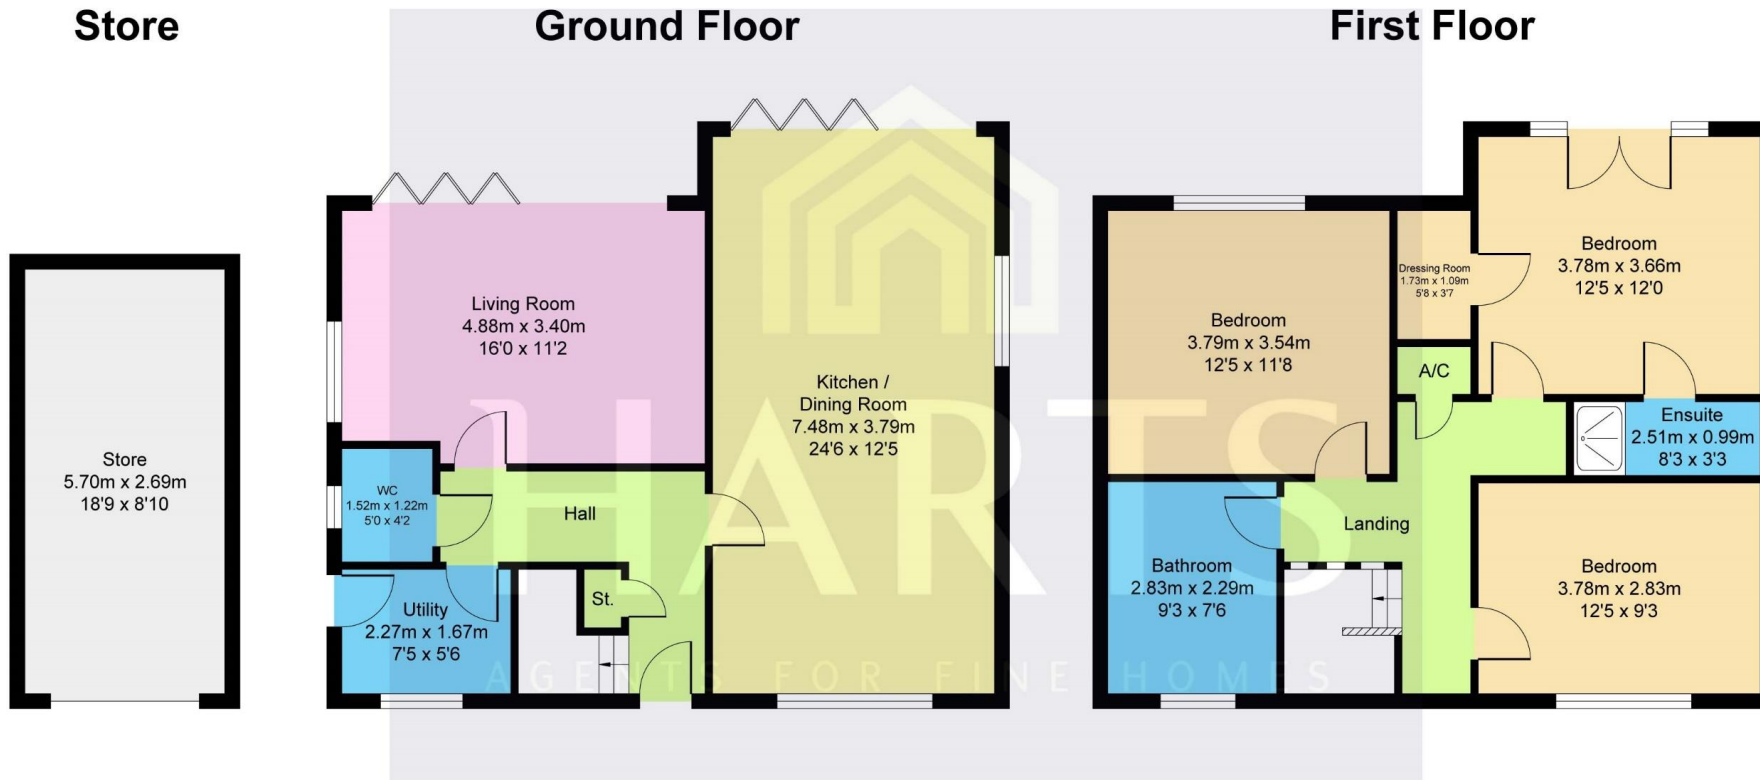 Store
Ground Floor
First Floor
Store
5.70m x 2.69m
18'9 x 8'10
Living Room
4.88m x 3.40m
16'0 x 11'2
WC
1.52m x 1.22m
5'0 x 4'2
Hall
Utility
2.27m x 1.67m
7'5 x 5'6
St.
Kitchen /
Dining Room
7.48m x 3.79m
24'6 x 12'5
Bedroom
3.79m x 3.54m
12'5 x 11'8
Dressing Room
1.73m x 1.09m
5'8 x 3'7
Bedroom
3.78m x 3.66m
12'5 x 12'0
A/C
Ensuite
2.51m x 0.99m
8'3 x 3'3
Landing
Bathroom
2.83m x 2.29m
9'3 x 7'6
Bedroom
3.78m x 2.83m
12'5 x 9'3
HARTS
AGENTS FOR FINE HOMES